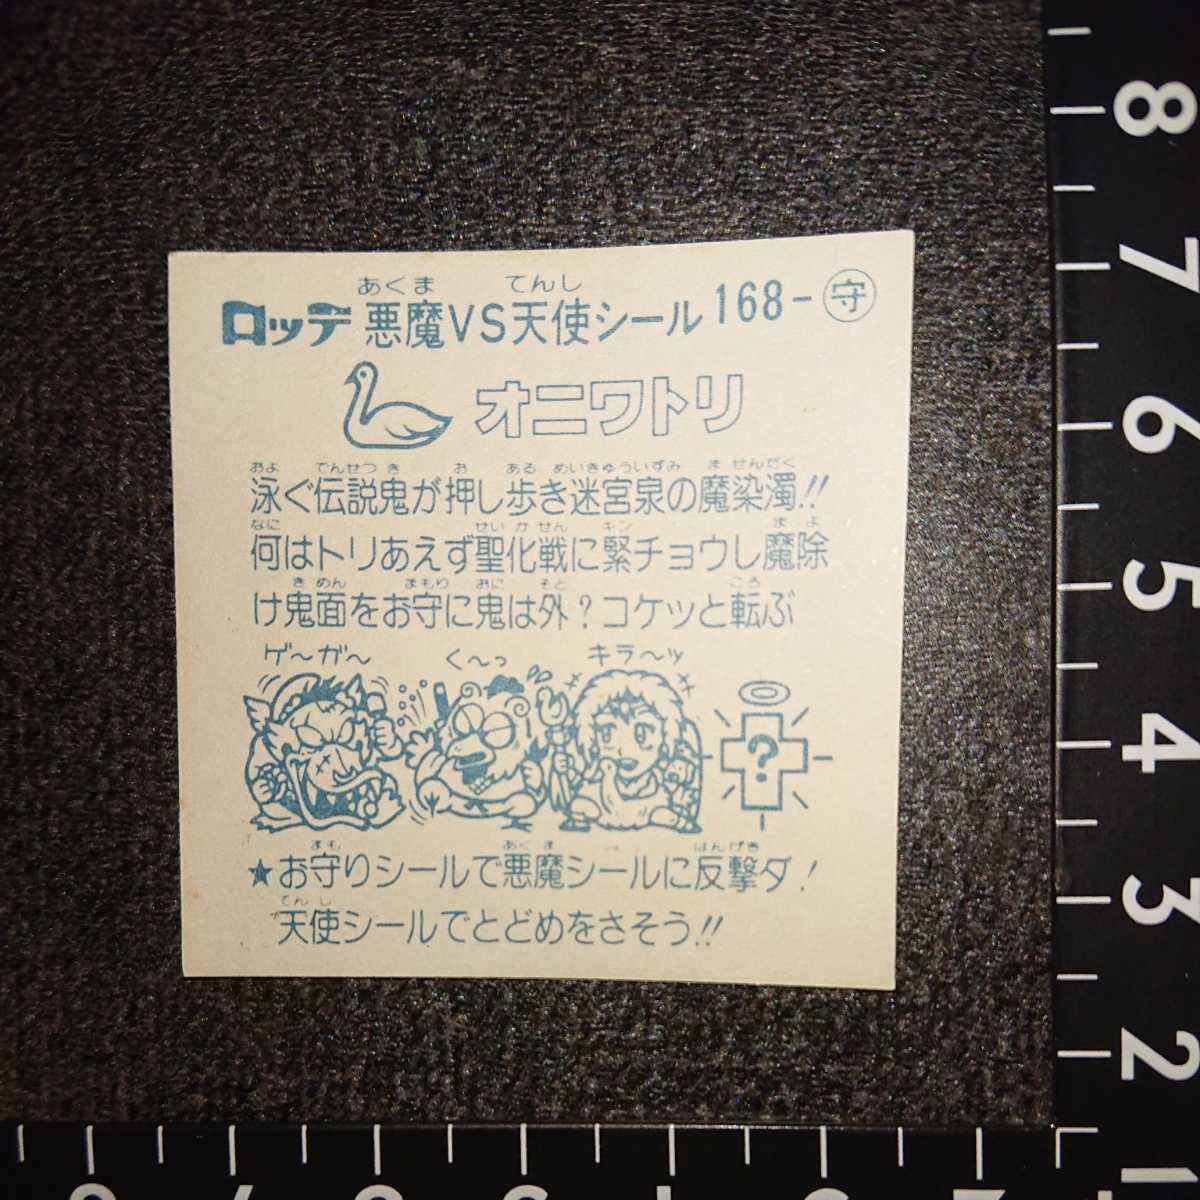 あくま てんし
ロッテ 悪魔VS天使シール 168-守
オニワトリ
およ でんせつ き お ある めいきゅういずみ ま せんだく
泳ぐ伝説鬼が押し歩き迷宮泉の魔染濁!!
なに せい か せん キン ま よ
何はトリあえず聖化戦に緊チョウし魔除
き めん まもり おに そと ころ
け鬼面をお守に鬼は外?コケッと転ぶ
ゲ〜ガ〜 く〜っ キラ〜ッ
?
まも あく ま はんげき
★お守りシールで悪魔シールに反撃ダ!
てん し
天使シールでとどめをさそう!!
8
7
6
5
4
3
2
1